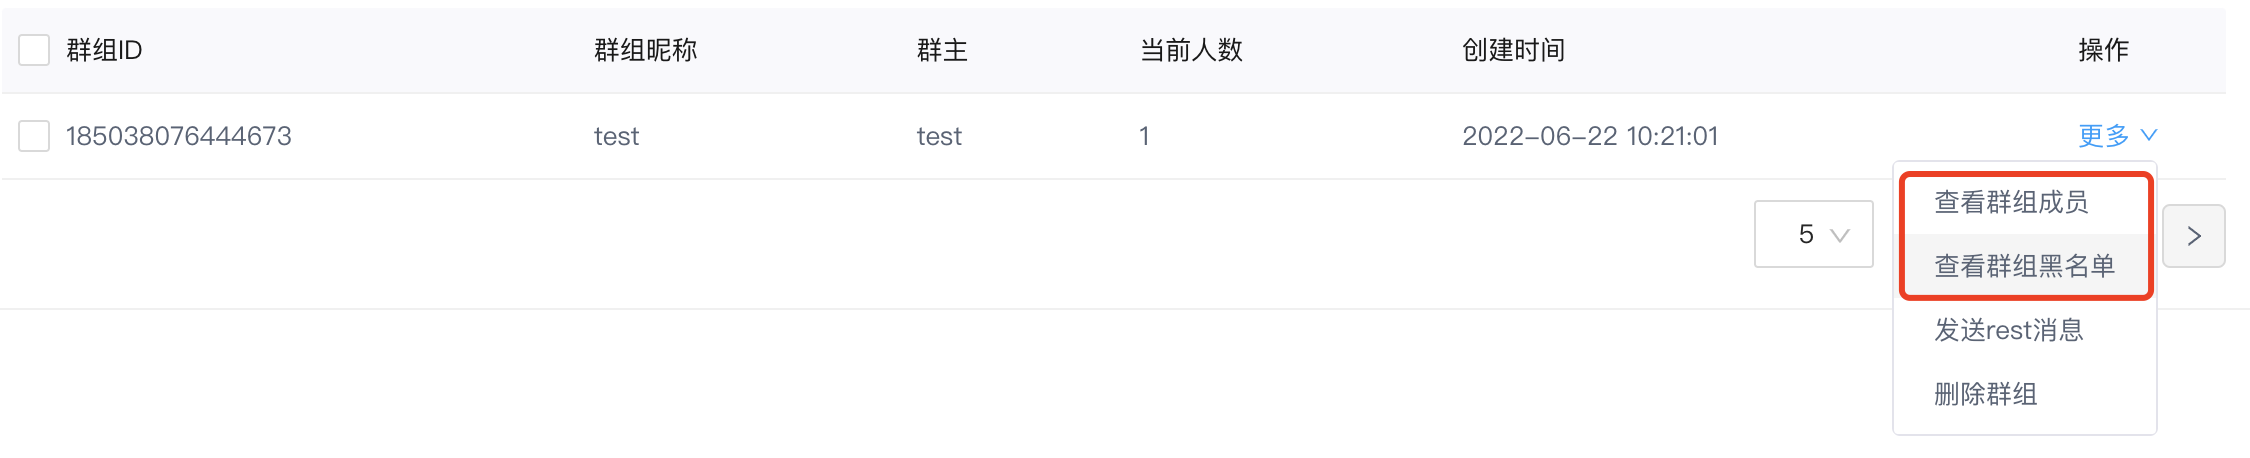 群组ID 群组昵称 群主 当前人数 创建时间 操作
185038076444673 test test 1 2022-06-22 10:21:01 更多
查看群组成员
5
查看群组黑名单
发送rest消息
删除群组